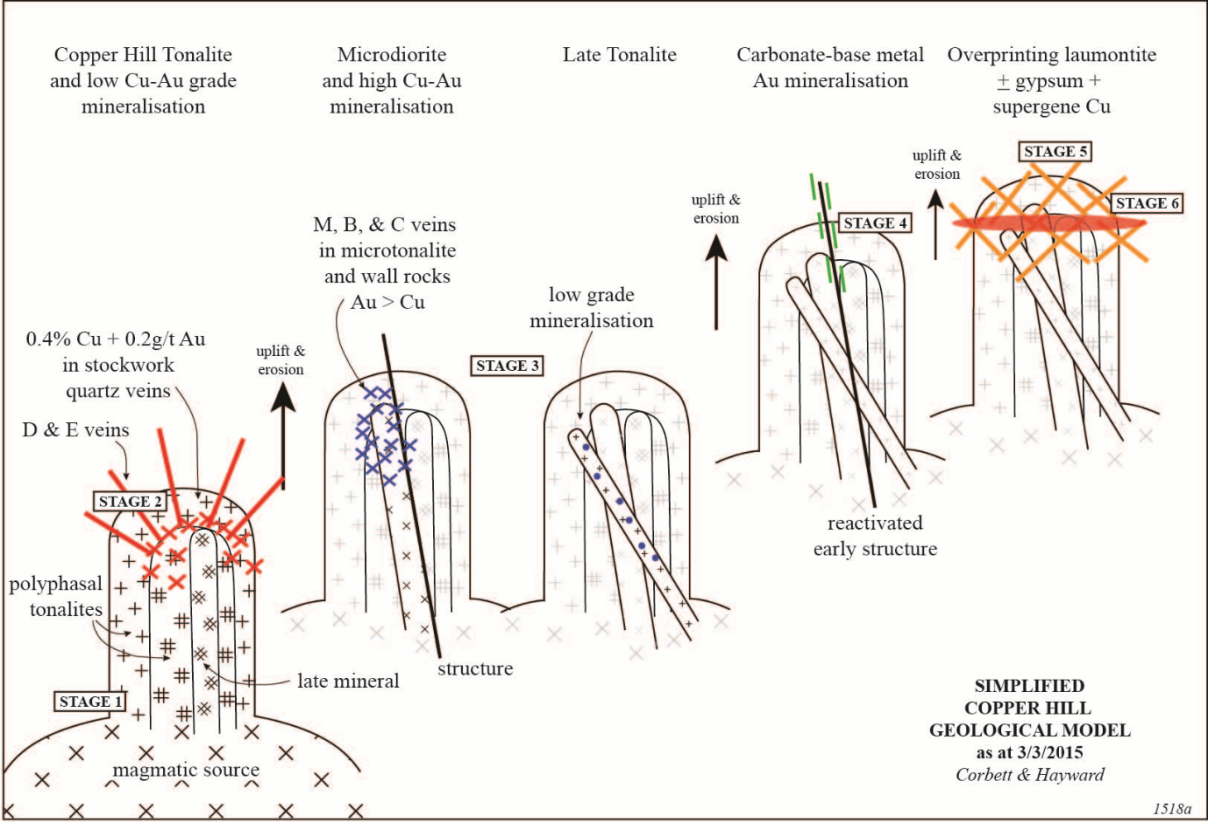 Copper Hill Tonalite
and low Cu-Au grade
mineralisation
Microdiorite
and high Cu-Au
mineralisation
Late Tonalite
Carbonate-base metal
Au mineralisation
Overprinting laumontite
± gypsum +
supergene Cu
0.4% Cu + 0.2g/t Au
in stockwork
quartz veins
D & E veins
STAGE 2
polyphasal
tonalites
STAGE 1
late mineral
magmatic source
uplift &
erosion
M, B, & C veins
in microtonalite
and wall rocks
Au > Cu
structure
STAGE 3
low grade
mineralisation
uplift &
erosion
STAGE 4
reactivated
early structure
uplift &
erosion
STAGE 5
STAGE 6
SIMPLIFIED
COPPER HILL
GEOLOGICAL MODEL
as at 3/3/2015
Corbett & Hayward
1518a